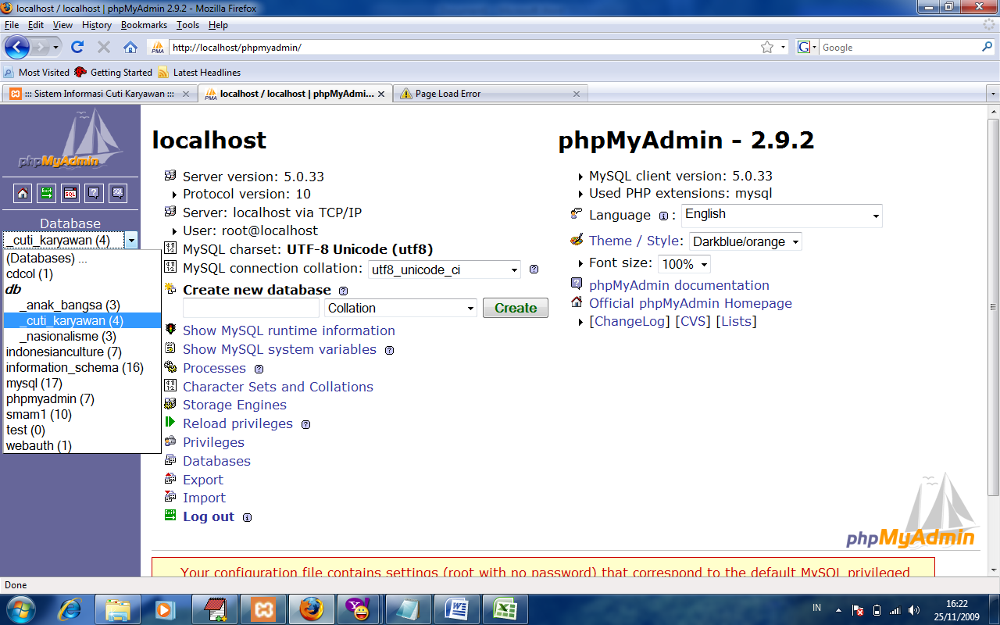 localhost / localhost | phpMyAdmin 2.9.2 - Mozilla Firefox
File Edit View History Bookmarks Tools Help
PMA http://localhost/phpmyadmin/ G Google
Most Visited Getting Started Latest Headlines
::: Sistem Informasi Cuti Karyawan ::: PMA localhost / localhost | phpMyAdmi... Page Load Error
phpMyAdmin
Exit SQL ? SQL
Database
_cuti_karyawan (4)
(Databases) ...
cdcol (1)
db
_anak_bangsa (3)
_cuti_karyawan (4)
_nasionalisme (3)
indonesianculture (7)
information_schema (16)
mysql (17)
phpmyadmin (7)
smam1 (10)
test (0)
webauth (1)
localhost
Server version: 5.0.33
Protocol version: 10
Server: localhost via TCP/IP
User: root@localhost
MySQL charset: UTF-8 Unicode (utf8)
MySQL connection collation: utf8_unicode_ci
Create new database
Collation Create
Show MySQL runtime information
Show MySQL system variables
Processes
Character Sets and Collations
Storage Engines
Reload privileges
Privileges
Databases
Export
Import
Log out
phpMyAdmin - 2.9.2
MySQL client version: 5.0.33
Used PHP extensions: mysql
Language : English
Theme / Style: Darkblue/orange
Font size: 100%
phpMyAdmin documentation
Official phpMyAdmin Homepage
[ChangeLog] [CVS] [Lists]
phpMyAdmin
Your configuration file contains settings (root with no password) that correspond to the default MySQL privileged
Done
IN 16:22
25/11/2009